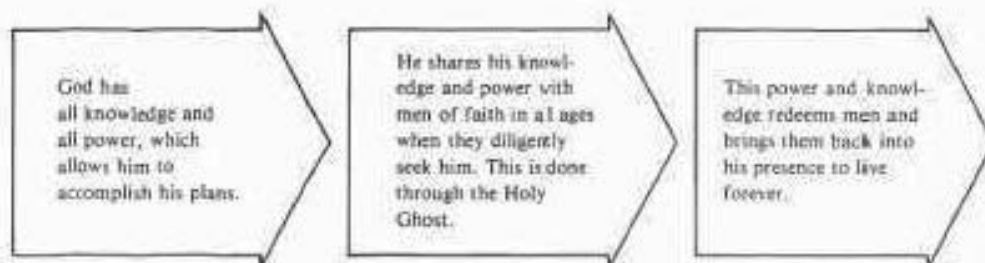 God has
all knowledge and
all power, which
allows him to
accomplish his plans.
He shares his knowl-
edge and power with
men of faith in al ages
when they diligently
seek him. This is done
through the Holy
Ghost.
This power and knowl-
edge redeems men and
brings them back into
his presence to live
forever.